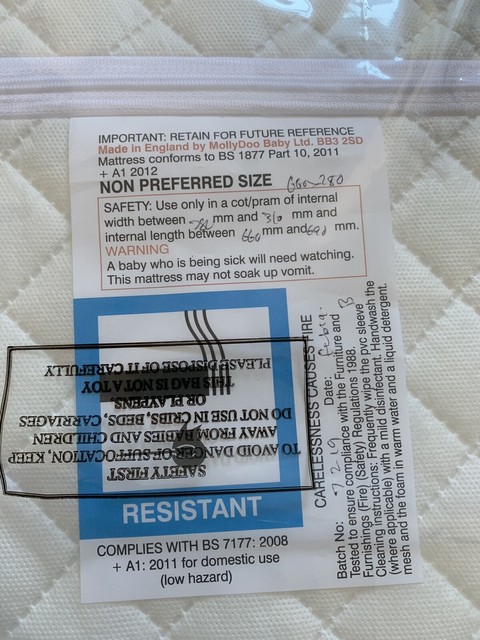 IMPORTANT: RETAIN FOR FUTURE REFERENCE
Made in England by MollyDoo Baby Ltd. BB3 2SD
Mattress conforms to BS 1877 Part 10, 2011
+ A1 2012
NON PREFERRED SIZE
SAFETY: Use only in a cot/pram of internal
width between mm and 310 mm and
internal length between 660 mm and 690 mm.
WARNING
A baby who is being sick will need watching.
This mattress may not soak up vomit.
RESISTANT
COMPLIES WITH BS 7177: 2008
+ A1: 2011 for domestic use
(low hazard)
CARELESSNESS CAUSES FIRE
Batch No: 7 2 19 Date:
Tested to ensure compliance with the Furniture and
Furnishings (Fire) (Safety) Regulations 1988.
Cleaning Instructions: Frequently wipe the pvc sleeve
(where applicable) with a mild disinfectant. Handwash the
mesh and the foam in warm water and a liquid detergent.
SAFETY FIRST
TO AVOID DANGER OF SUFFOCATION, KEEP
AWAY FROM BABIES AND CHILDREN
DO NOT USE IN CRIBS, BEDS, CARRIAGES
OR PLAYPENS.
THIS BAG IS NOT A TOY
PLEASE DISPOSE OF IT CAREFULLY